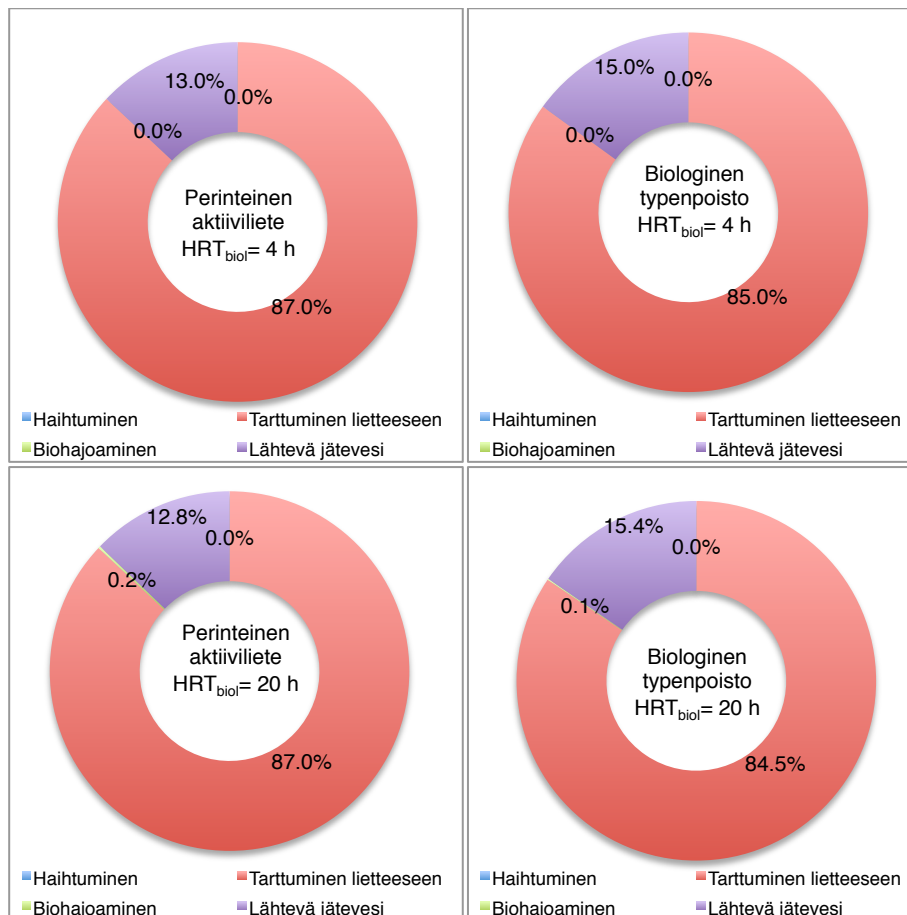 13.0%
0.0%
0.0%
Perinteinen
aktiiviliete
HRTbiol= 4 h
87.0%
Haihtuminen
Tarttuminen lietteeseen
Biohajoaminen
Lähtevä jätevesi
15.0%
0.0%
0.0%
Biologinen
typenpoisto
HRTbiol= 4 h
85.0%
Haihtuminen
Tarttuminen lietteeseen
Biohajoaminen
Lähtevä jätevesi
12.8%
0.0%
0.2%
Perinteinen
aktiiviliete
HRTbiol= 20 h
87.0%
Haihtuminen
Tarttuminen lietteeseen
Biohajoaminen
Lähtevä jätevesi
15.4%
0.0%
0.1%
Biologinen
typenpoisto
HRTbiol= 20 h
84.5%
Haihtuminen
Tarttuminen lietteeseen
Biohajoaminen
Lähtevä jätevesi